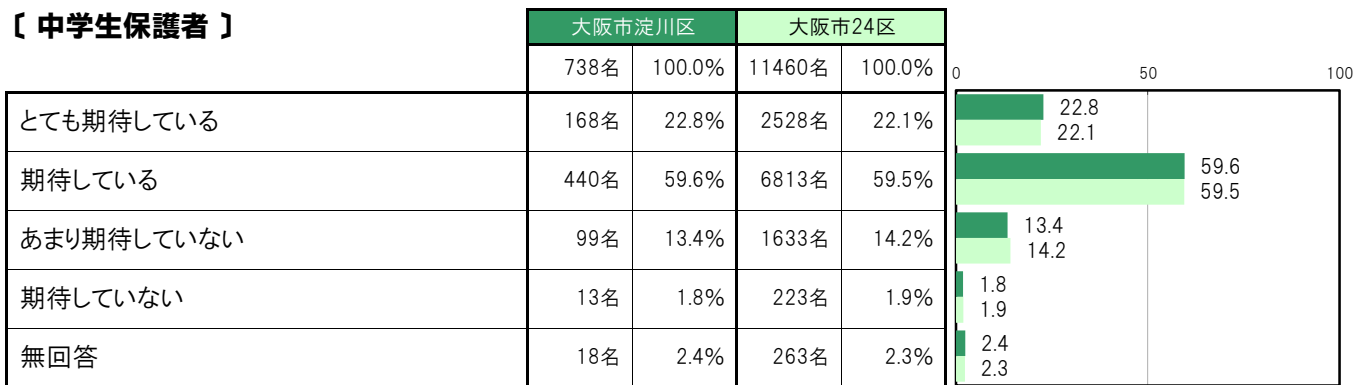 〔 中学生保護者 〕
大阪市淀川区 大阪市24区
738名 100.0% 11460名 100.0%
0 50 100
とても期待している 168名 22.8% 2528名 22.1%
22.8
22.1
期待している 440名 59.6% 6813名 59.5%
59.6
59.5
あまり期待していない 99名 13.4% 1633名 14.2%
13.4
14.2
期待していない 13名 1.8% 223名 1.9%
1.8
1.9
無回答 18名 2.4% 263名 2.3%
2.4
2.3